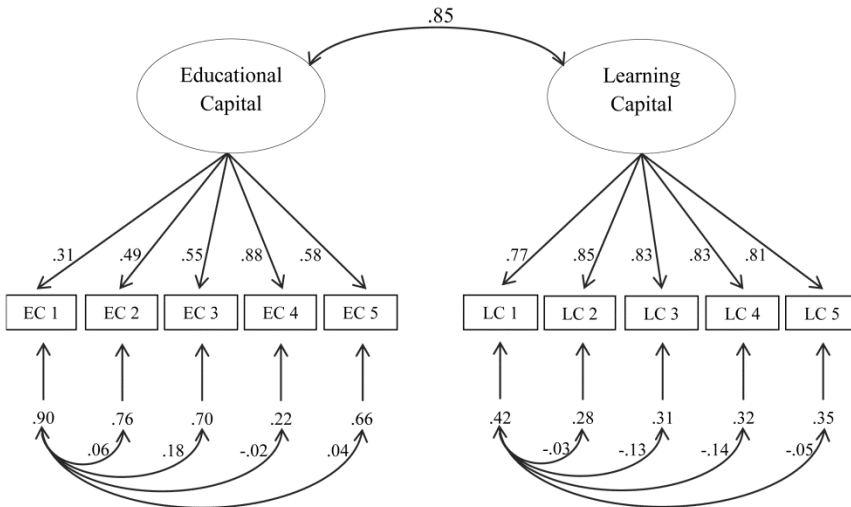 .85
Educational
Capital
Learning
Capital
.31 .49 .55 .88 .58
.77 .85 .83 .83 .81
EC 1 EC 2 EC 3 EC 4 EC 5
LC 1 LC 2 LC 3 LC 4 LC 5
.90 .76 .70 .22 .66
.42 .28 .31 .32 .35
.06 .18 -.02 .04
-.03 -.13 -.14 -.05